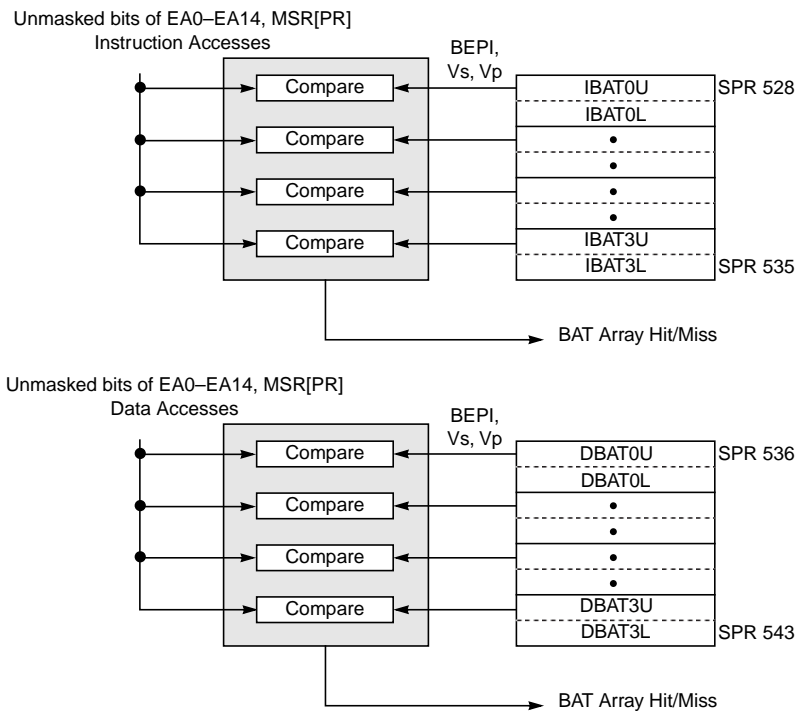 Unmasked bits of EA0–EA14, MSR[PR]
Instruction Accesses
BEPI,
Vs, Vp
Compare
IBAT0U
SPR 528
IBAT0L
Compare
Compare
Compare
IBAT3U
IBAT3L
SPR 535
BAT Array Hit/Miss
Unmasked bits of EA0–EA14, MSR[PR]
Data Accesses
BEPI,
Vs, Vp
Compare
DBAT0U
SPR 536
DBAT0L
Compare
Compare
Compare
DBAT3U
DBAT3L
SPR 543
BAT Array Hit/Miss